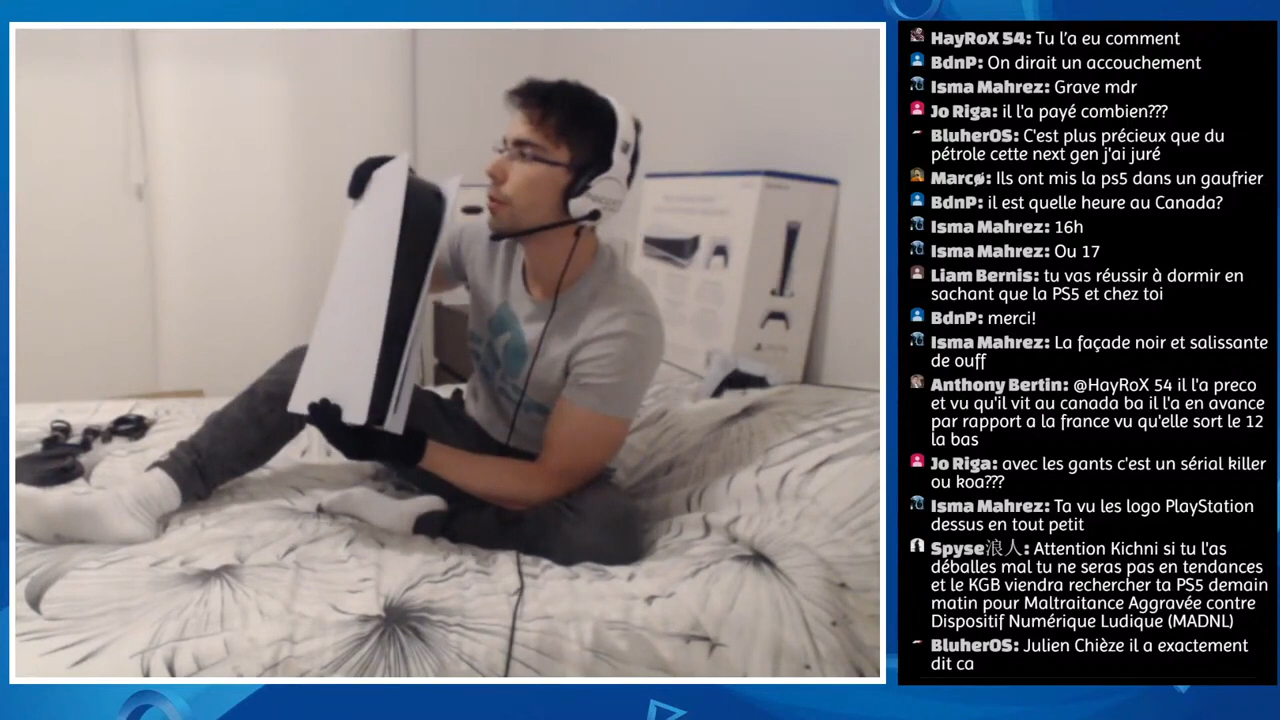 HayRoX 54: Tu l'a eu comment
BdnP: On dirait un accouchement
Isma Mahrez: Grave mdr
Jo Riga: il l'a payé combien???
BluherOS: C'est plus précieux que du
pétrole cette next gen j'ai juré
Marcø: Ils ont mis la ps5 dans un gaufrier
BdnP: il est quelle heure au Canada?
Isma Mahrez: 16h
Isma Mahrez: Ou 17
Liam Bernis: tu vas réussir à dormir en
sachant que la PS5 et chez toi
BdnP: merci!
Isma Mahrez: La façade noir et salissante
de ouff
Anthony Bertin: @HayRoX 54 il l'a preco
et vu qu'il vit au canada ba il l'a en avance
par rapport a la france vu qu'elle sort le 12
la bas
Jo Riga: avec les gants c'est un sérial killer
ou koa???
Isma Mahrez: Ta vu les logo PlayStation
dessus en tout petit
Spyse浪人: Attention Kichni si tu l'as
déballes mal tu ne seras pas en tendances
et le KGB viendra rechercher ta PS5 demain
matin pour Maltraitance Aggravée contre
Dispositif Numérique Ludique (MADNL)
BluherOS: Julien Chièze il a exactement
dit ca